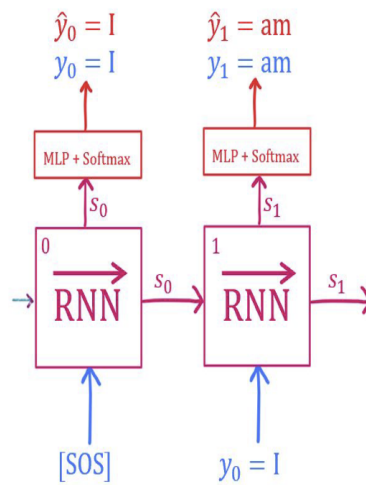 ŷ₀ = I
ŷ₁ = am
y₀ = I
y₁ = am
MLP + Softmax
MLP + Softmax
s₀
s₁
0
1
RNN
s₀
RNN
s₁
[SOS]
y₀ = I